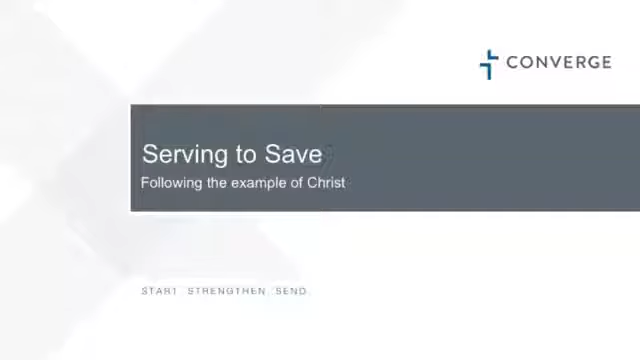 CONVERGE
Serving to Save
Following the example of Christ
START. STRENGTHEN. SEND.